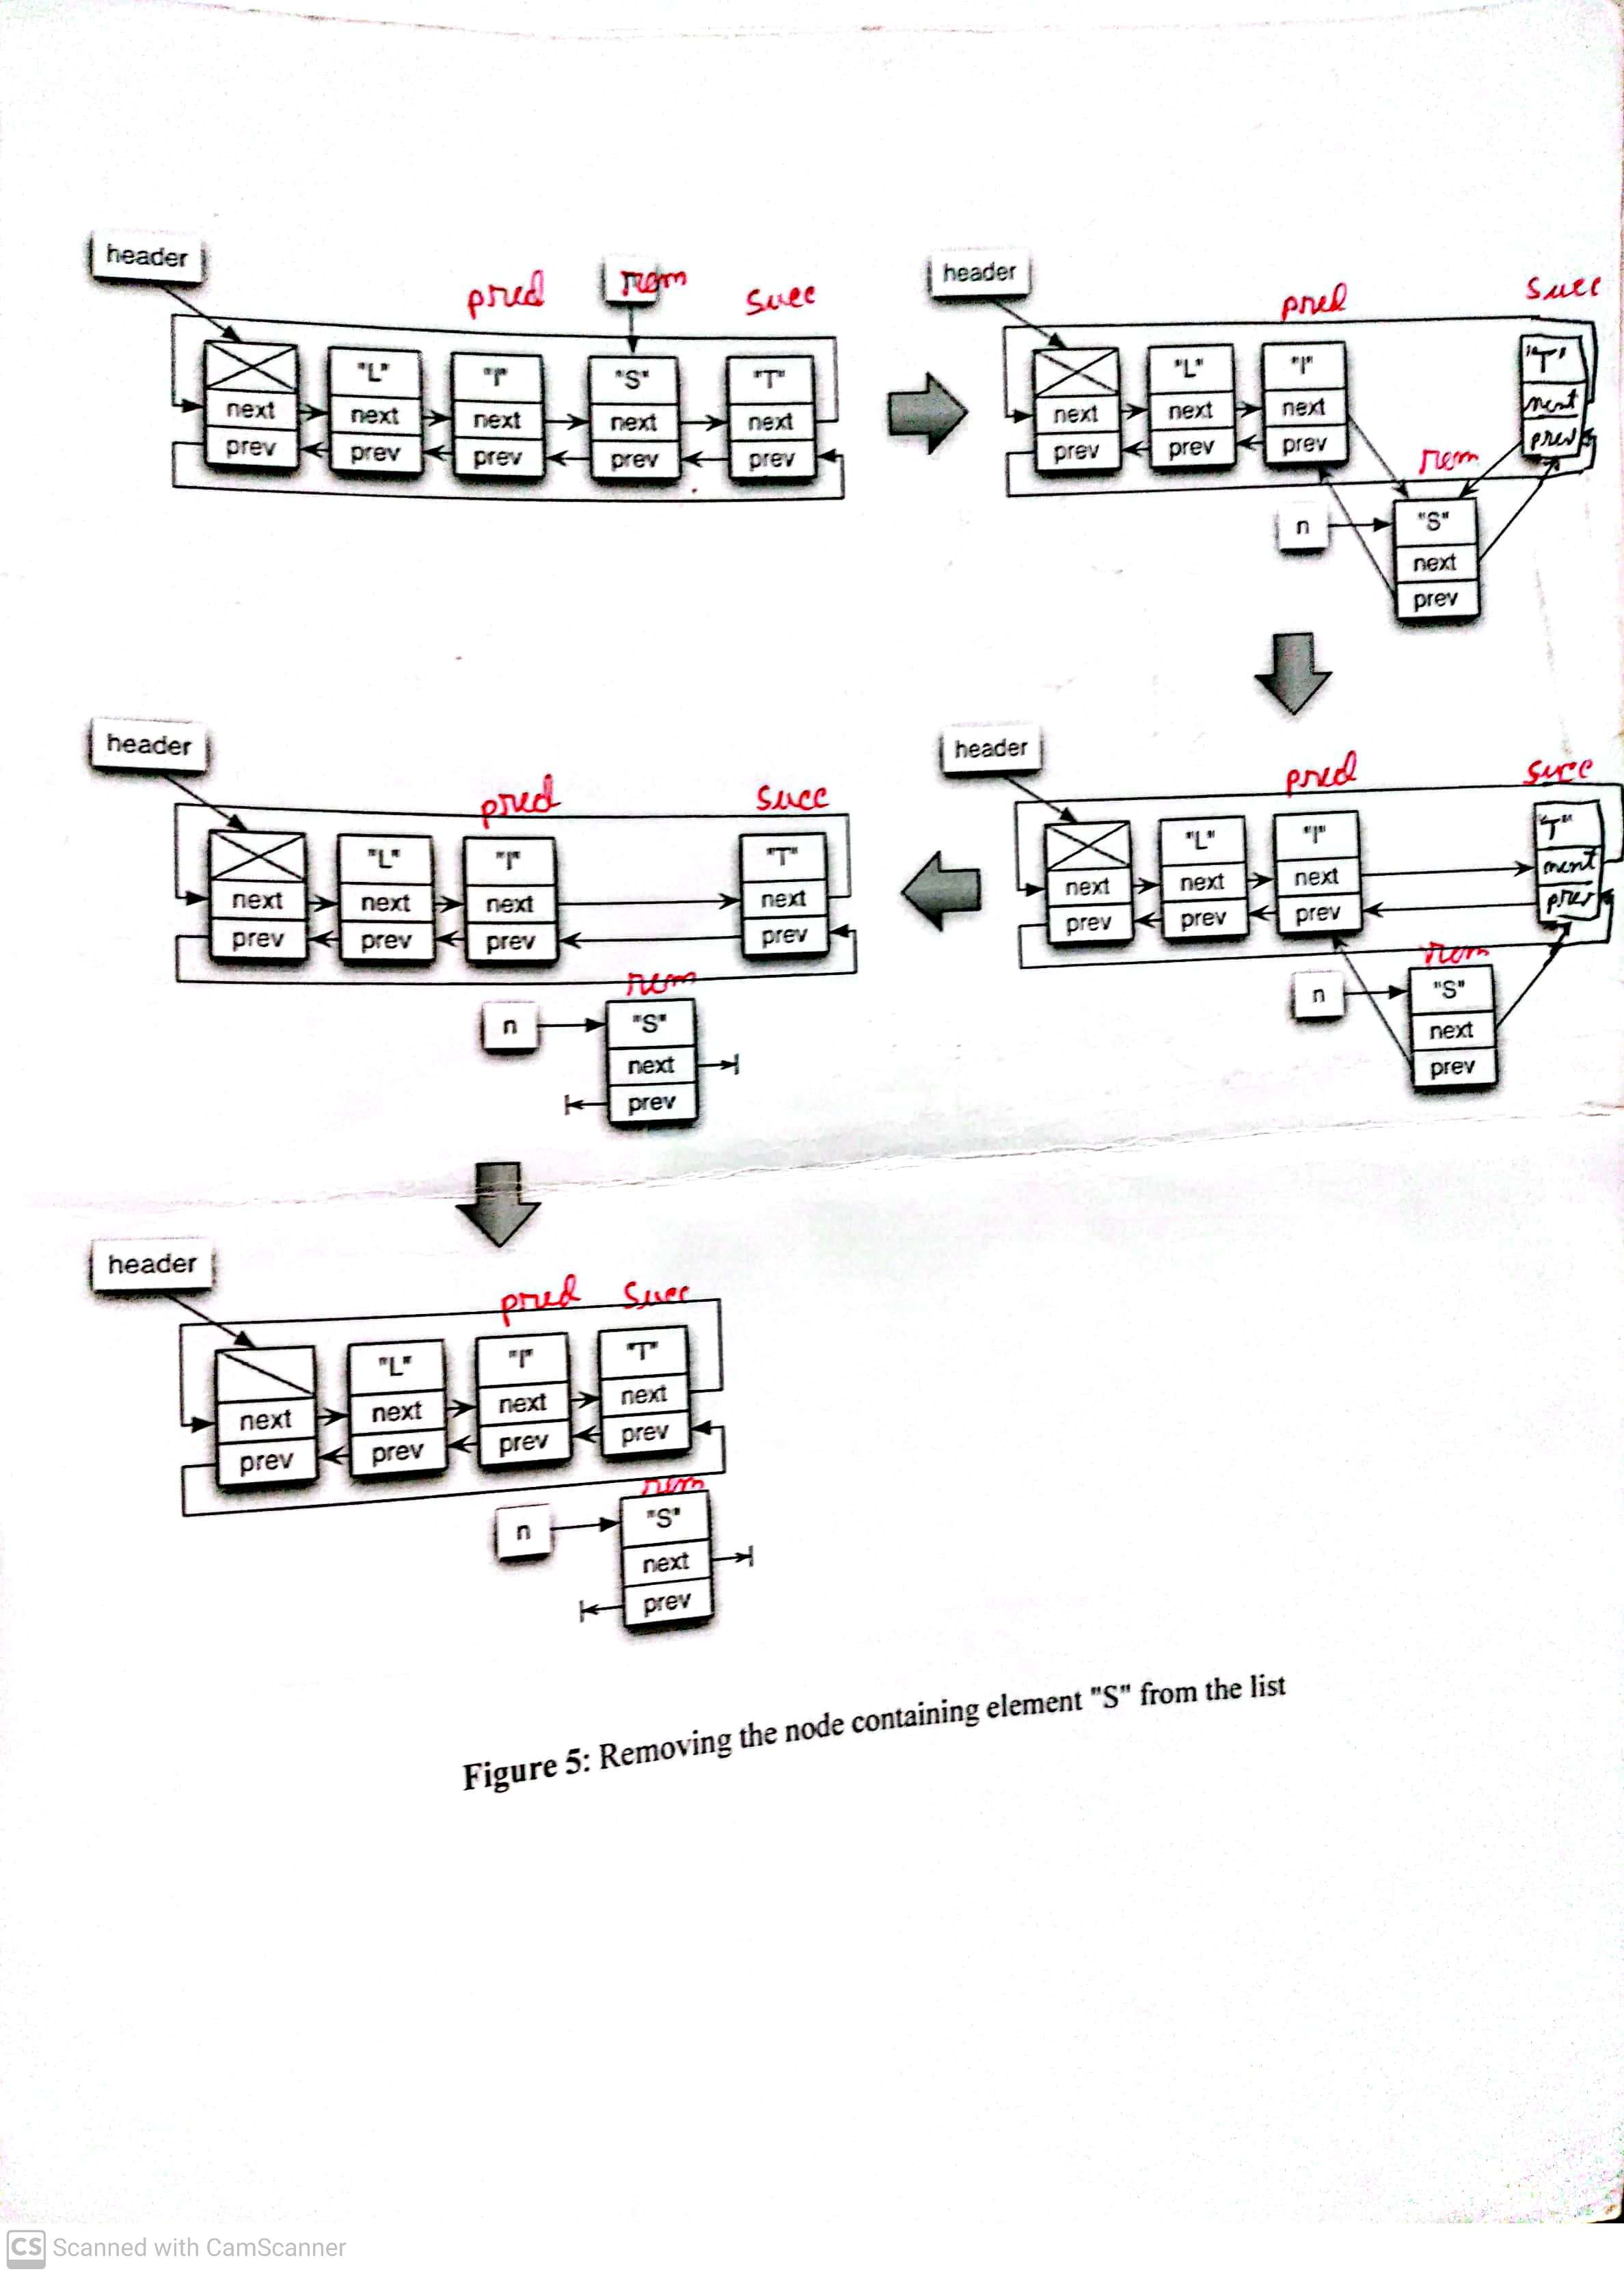 header
pred rem succ
"L" "I" "S" "T"
next next next next next
prev prev prev prev prev
header
pred succ
"L" "I" "T"
next next next next
prev prev prev prev
rem
n "S"
next
prev
header
pred succ
"L" "I" "T"
next next next next
prev prev prev prev
rem
n "S"
next
prev
header
pred succ
"L" "I" "T"
next next next next
prev prev prev prev
rem
n "S"
next
prev
header
pred succ
"L" "I" "T"
next next next next
prev prev prev prev
rem
n "S"
next
prev
Figure 5: Removing the node containing element "S" from the list
CS Scanned with CamScanner